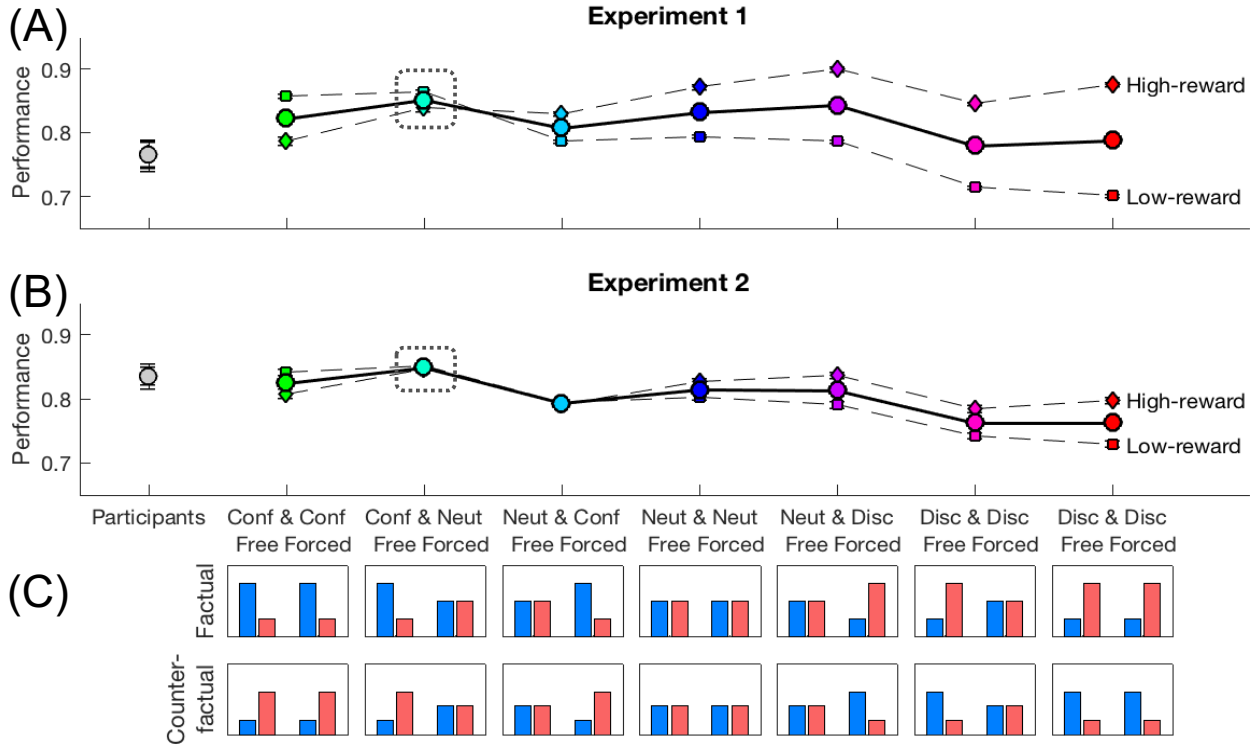 (A)
Experiment 1
Performance
0.9
0.8
0.7
High-reward
Low-reward
(B)
Experiment 2
Performance
0.9
0.8
0.7
High-reward
Low-reward
Participants
Conf & Conf
Free Forced
Conf & Neut
Free Forced
Neut & Conf
Free Forced
Neut & Neut
Free Forced
Neut & Disc
Free Forced
Disc & Disc
Free Forced
Disc & Disc
Free Forced
(C)
Factual
Counter-
factual